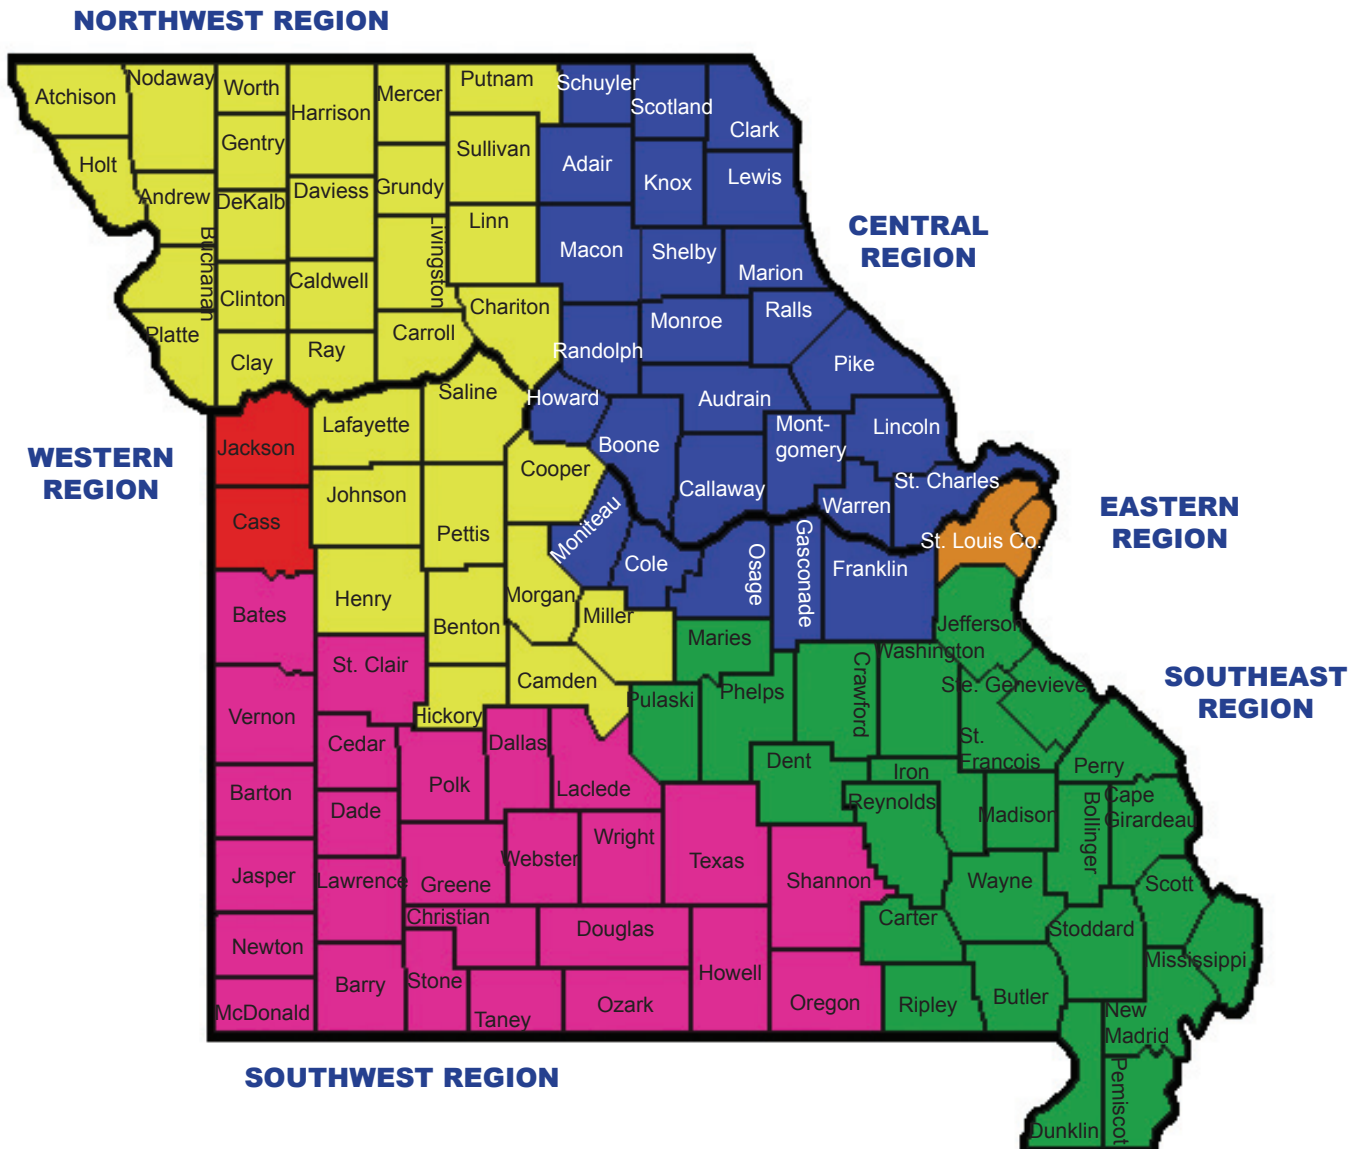 NORTHWEST REGION
Atchison
Nodaway
Worth
Harrison
Mercer
Putnam
Schuyler
Scotland
Clark
Holt
Gentry
Sullivan
Adair
Knox
Lewis
Andrew
DeKalb
Daviess
Grundy
Linn
Macon
Shelby
Marion
CENTRAL
REGION
Buchanan
Clinton
Caldwell
Livingston
Chariton
Monroe
Ralls
Platte
Clay
Ray
Carroll
Randolph
Pike
Saline
Howard
Audrain
Lafayette
Boone
Mont-
gomery
Lincoln
Jackson
WESTERN
REGION
Cooper
Johnson
Callaway
Warren
St. Charles
Cass
Pettis
Moniteau
Cole
Osage
Gasconade
Franklin
St. Louis Co.
EASTERN
REGION
Bates
Henry
Benton
Morgan
Miller
Maries
Jefferson
Washington
St. Clair
Camden
Pulaski
Phelps
Crawford
Ste. Genevieve
SOUTHEAST
REGION
Vernon
Hickory
Cedar
Dallas
St.
Francois
Perry
Barton
Polk
Laclede
Dent
Iron
Reynolds
Madison
Bollinger
Cape
Girardeau
Dade
Jasper
Lawrence
Greene
Webster
Wright
Texas
Shannon
Wayne
Scott
Christian
Douglas
Carter
Stoddard
Newton
Howell
Mississippi
Barry
Stone
Taney
Ozark
Oregon
Ripley
Butler
New
Madrid
McDonald
SOUTHWEST REGION
Dunklin
Pemiscot